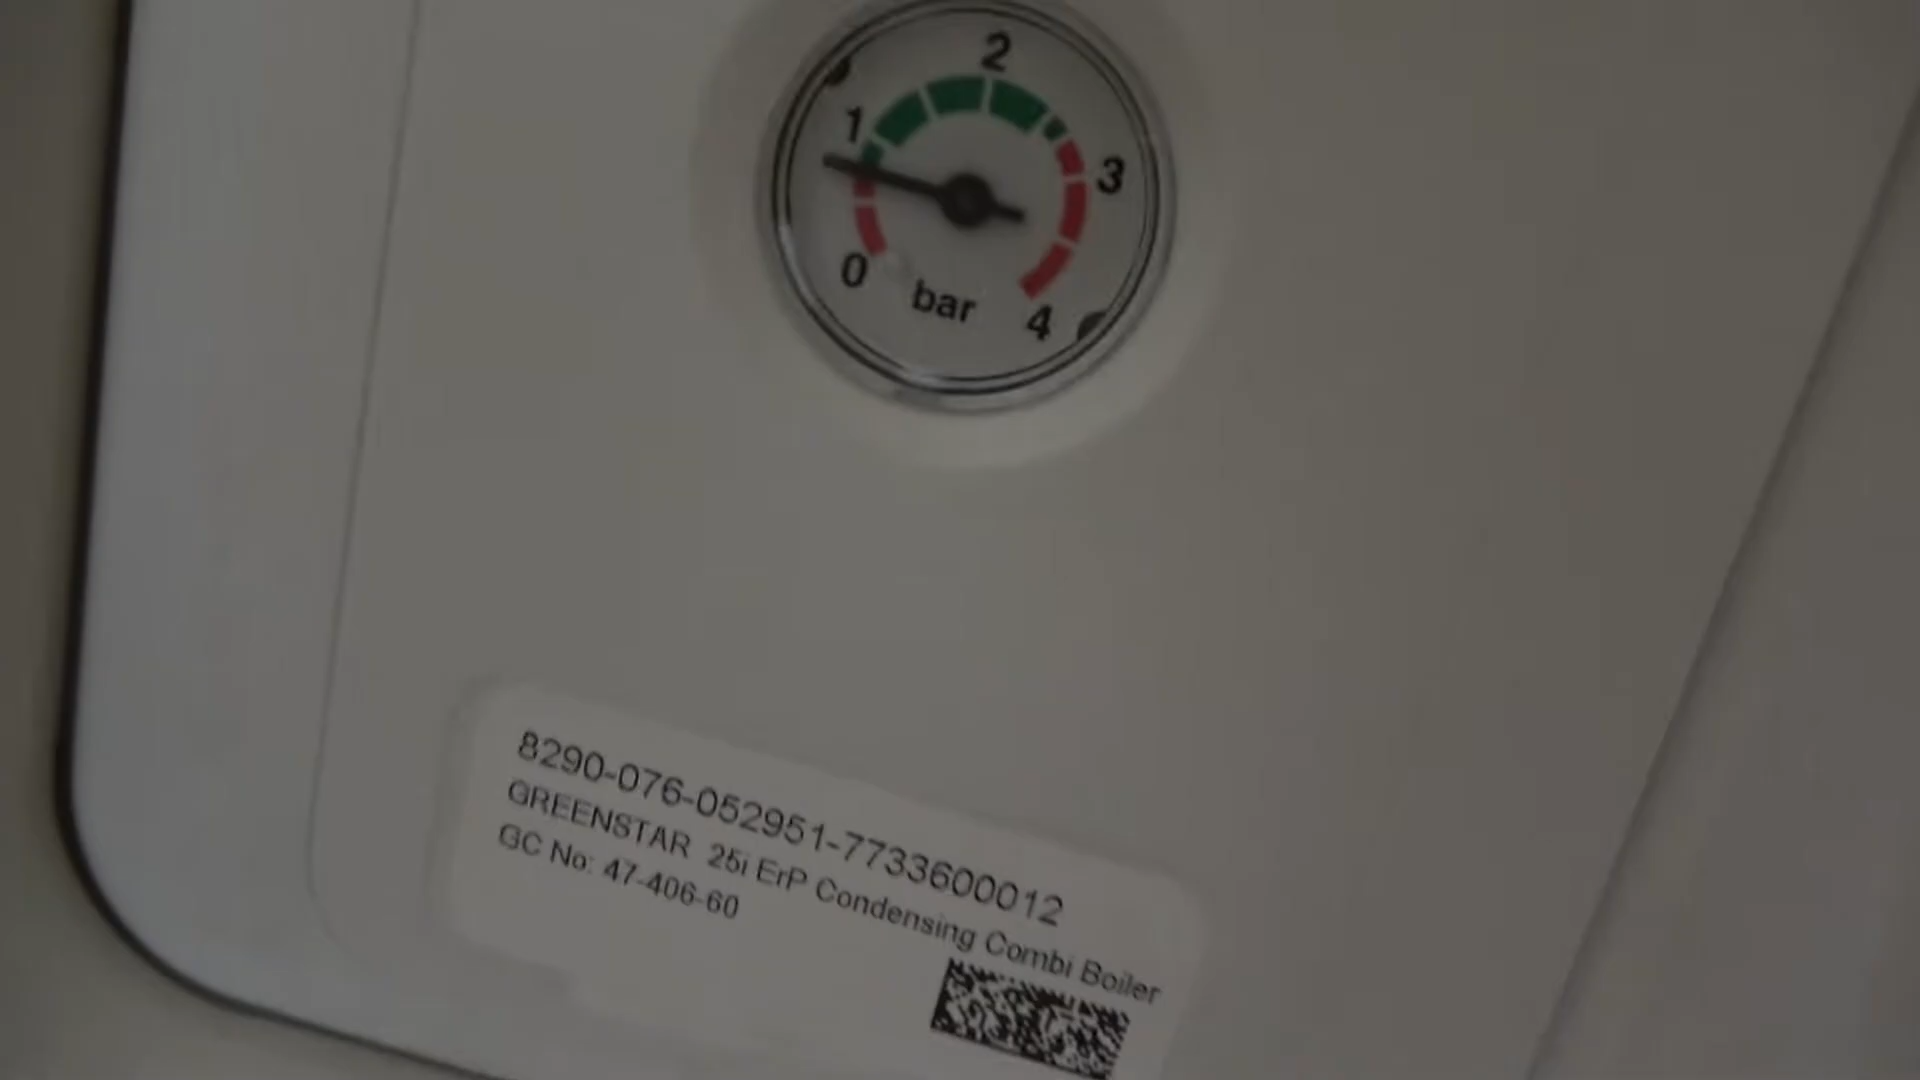 2
1
3
0
bar
4
8290-076-052951-7733600012
GREENSTAR 25i ErP Condensing Combi Boiler
GC No: 47-406-60